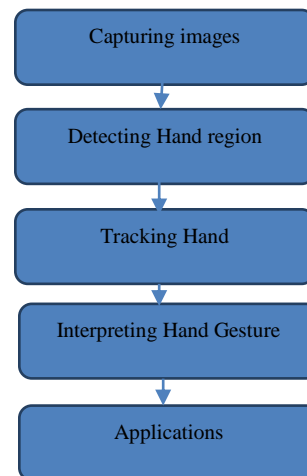 Capturing images
Detecting Hand region
Tracking Hand
Interpreting Hand Gesture
Applications